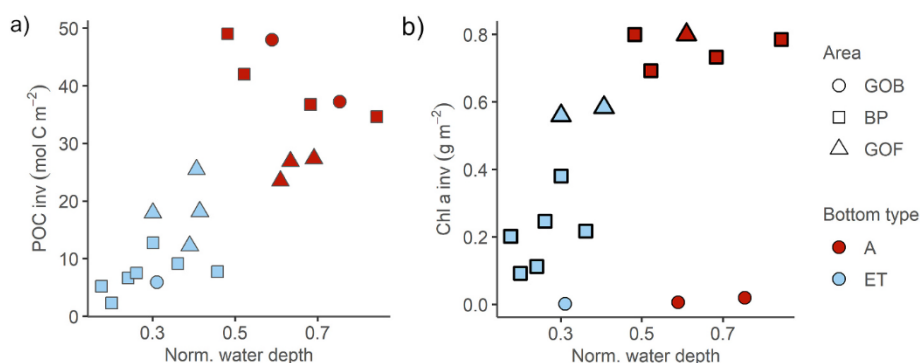 a)
POC inv (mol C m⁻²)
50
40
30
20
10
0
0.3 0.5 0.7
Norm. water depth
b)
Chl a inv (g m⁻²)
0.8
0.6
0.4
0.2
0.0
0.3 0.5 0.7
Norm. water depth
Area
GOB
BP
GOF
Bottom type
A
ET